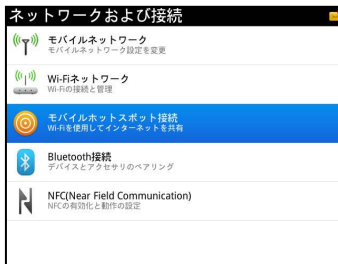 ネットワークおよび接続
モバイルネットワーク
モバイルネットワーク設定を変更
Wi-Fiネットワーク
Wi-Fiの接続と管理
モバイルホットスポット接続
Wi-Fiを使用してインターネットを共有
Bluetooth接続
デバイスとアクセサリのペアリング
NFC(Near Field Communication)
NFCの有効化と動作の設定